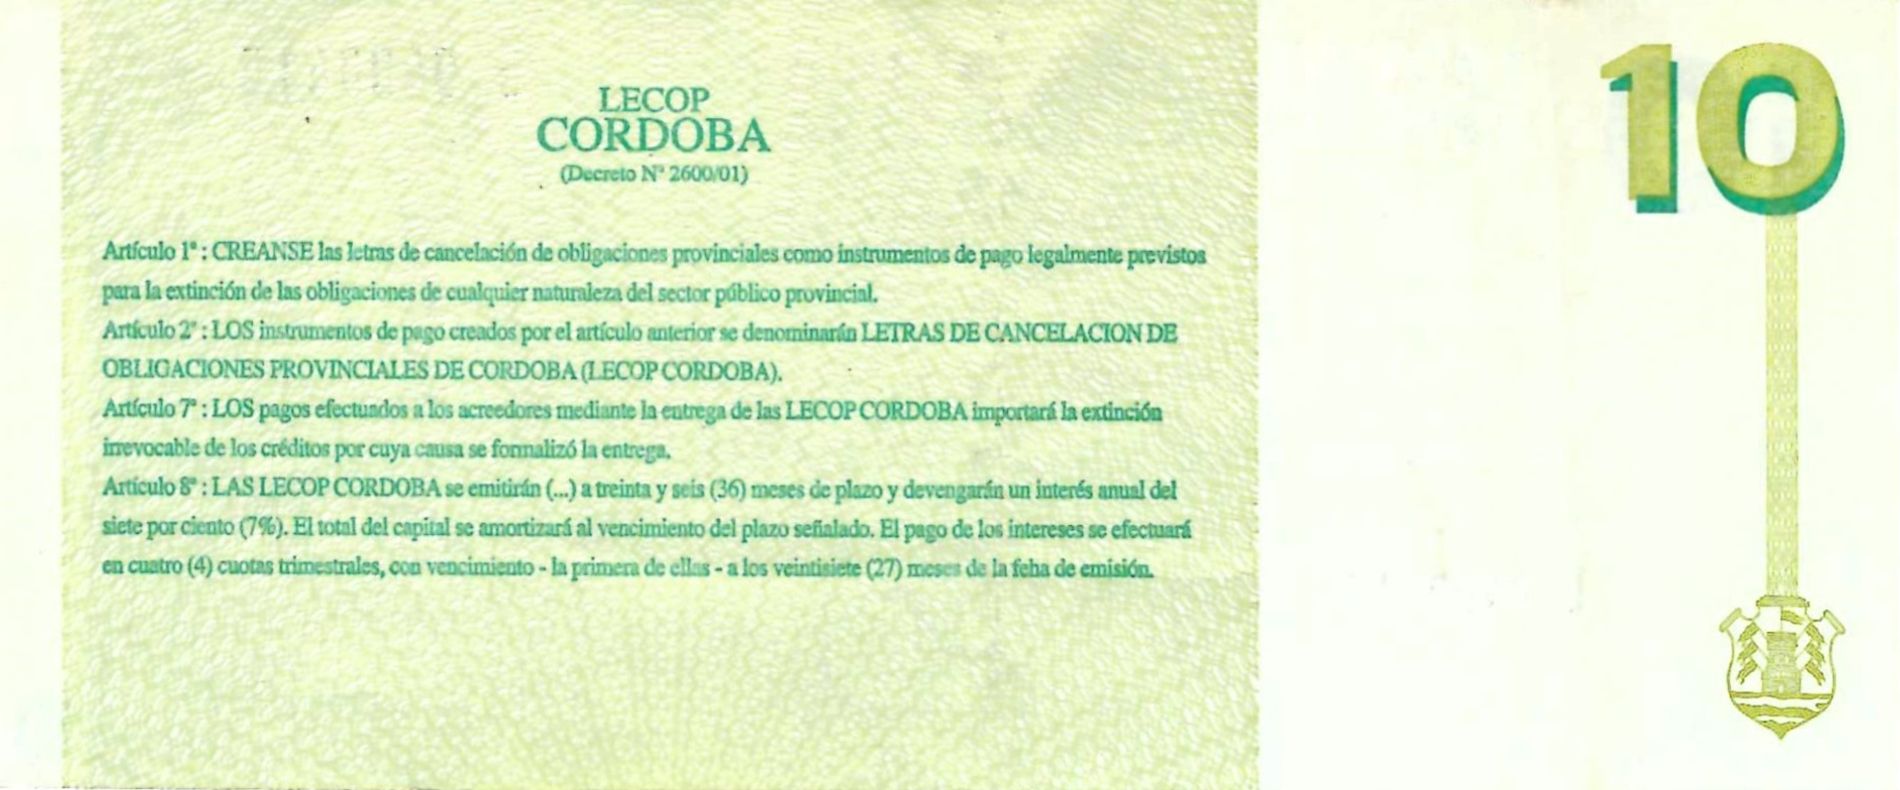 LECOP
CORDOBA
(Decreto Nº 2600/01)
10
Artículo 1º : CREANSE las letras de cancelación de obligaciones provinciales como instrumentos de pago legalmente previstos
para la extinción de las obligaciones de cualquier naturaleza del sector público provincial.
Artículo 2º : LOS instrumentos de pago creados por el artículo anterior se denominarán LETRAS DE CANCELACION DE
OBLIGACIONES PROVINCIALES DE CORDOBA (LECOP CORDOBA).
Artículo 7º : LOS pagos efectuados a los acreedores mediante la entrega de las LECOP CORDOBA importará la extinción
irrevocable de los créditos por cuya causa se formalizó la entrega.
Artículo 8º : LAS LECOP CORDOBA se emitirán (...) a treinta y seis (36) meses de plazo y devengarán un interés anual del
siete por ciento (7%). El total del capital se amortizará al vencimiento del plazo señalado. El pago de los intereses se efectuará
en cuatro (4) cuotas trimestrales, con vencimiento - la primera de ellas - a los veintisiete (27) meses de la feha de emisión.